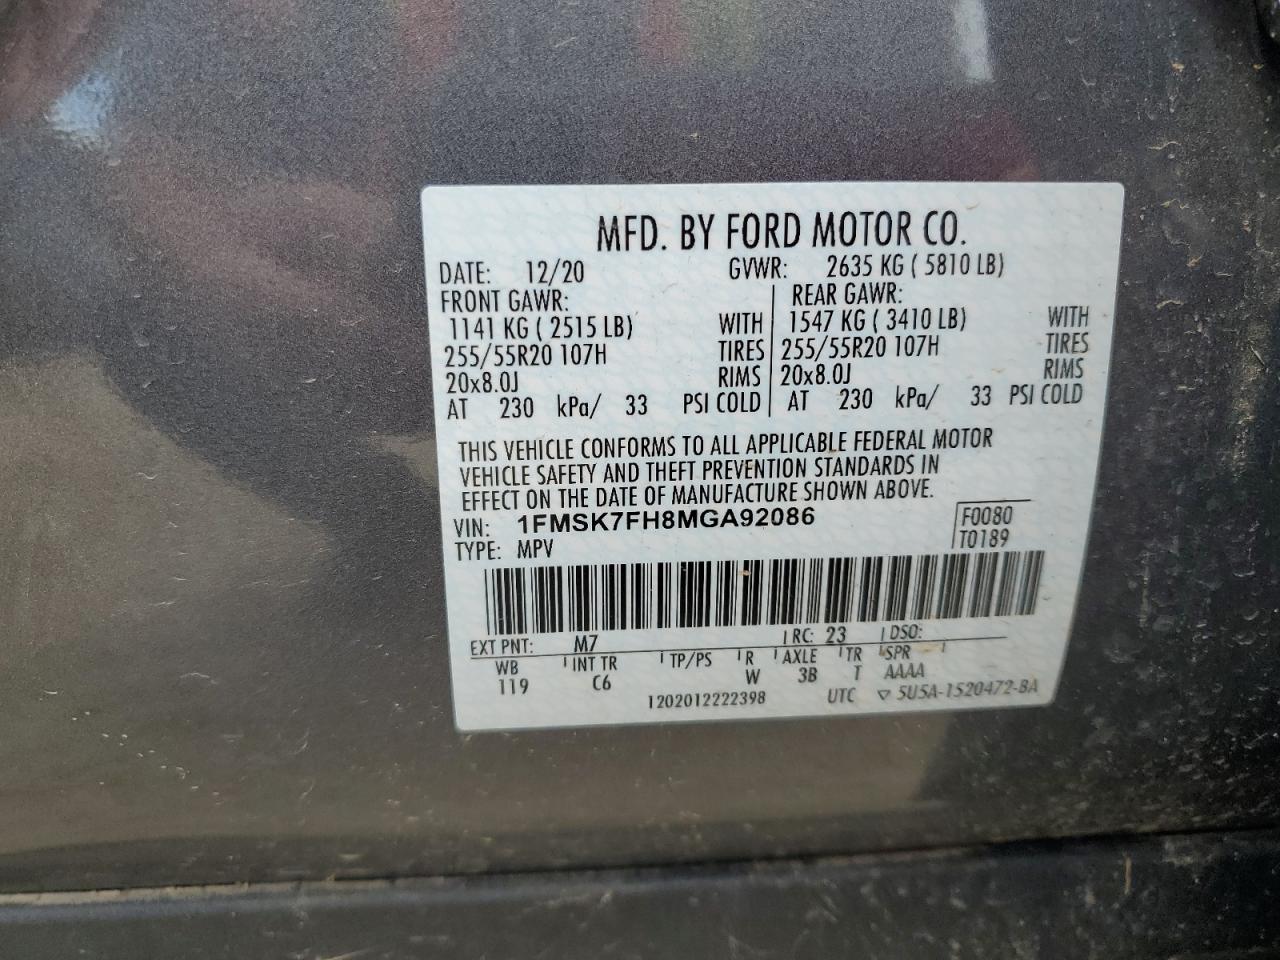 MFD. BY FORD MOTOR CO.
DATE: 12/20 GVWR: 2635 KG ( 5810 LB)
FRONT GAWR: REAR GAWR:
1141 KG ( 2515 LB) WITH 1547 KG ( 3410 LB) WITH
255/55R20 107H TIRES 255/55R20 107H TIRES
20x8.0J RIMS 20x8.0J RIMS
AT 230 kPa/ 33 PSI COLD AT 230 kPa/ 33 PSI COLD
THIS VEHICLE CONFORMS TO ALL APPLICABLE FEDERAL MOTOR
VEHICLE SAFETY AND THEFT PREVENTION STANDARDS IN
EFFECT ON THE DATE OF MANUFACTURE SHOWN ABOVE.
VIN: 1FMSK7FH8MGA92086 F0080
TYPE: MPV T0189
EXT PNT: M7 RC: 23 DSO:
WB INT TR TP/PS R AXLE TR SPR
119 C6 W 3B T AAAA
1202012222398 UTC ▽ 5U5A-1520472-BA